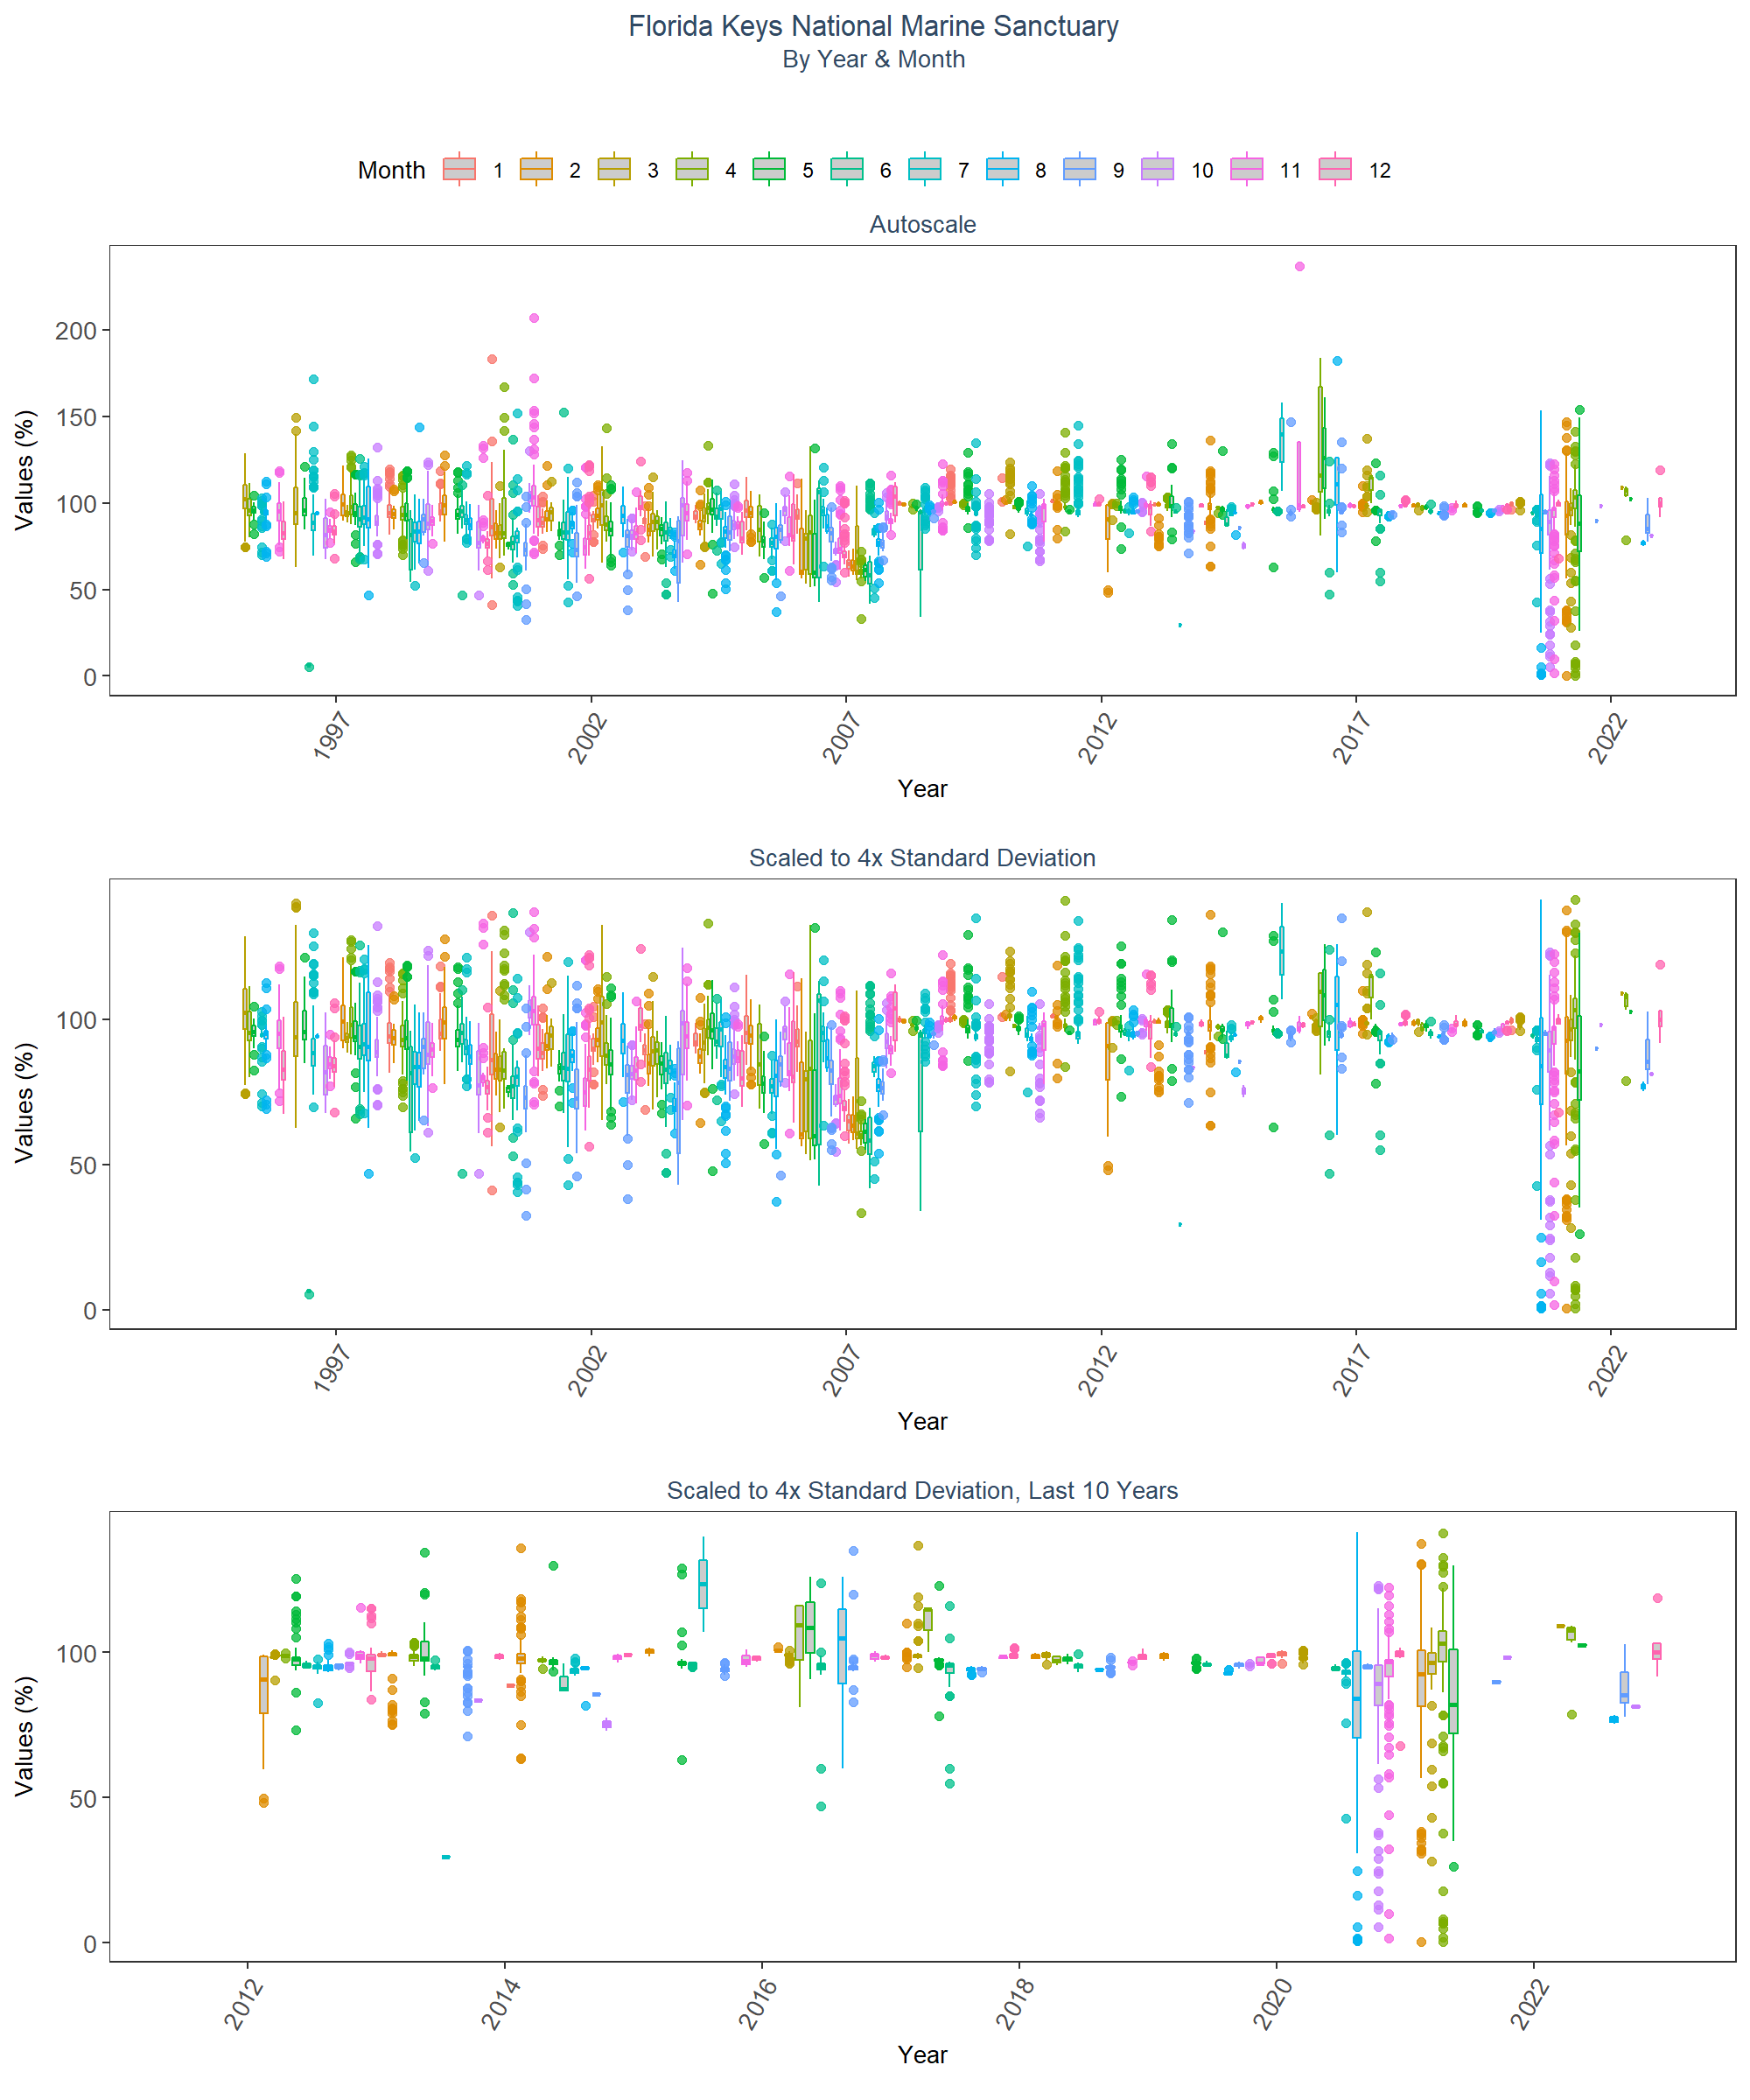 Florida Keys National Marine Sanctuary
By Year & Month
Month 1 2 3 4 5 6 7 8 9 10 11 12
Autoscale
Values (%)
200
150
100
50
0
1997 2002 2007 2012 2017 2022
Year
Scaled to 4x Standard Deviation
Values (%)
100
50
0
1997 2002 2007 2012 2017 2022
Year
Scaled to 4x Standard Deviation, Last 10 Years
Values (%)
100
50
0
2012 2014 2016 2018 2020 2022
Year